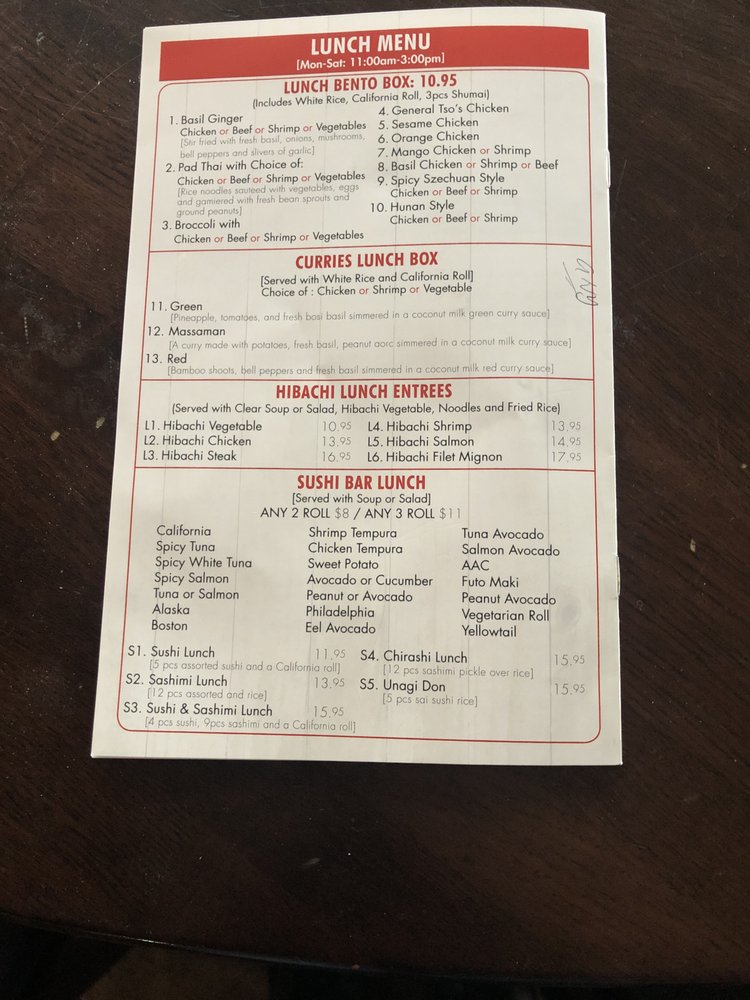 LUNCH MENU
[Mon-Sat: 11:00am-3:00pm]
LUNCH BENTO BOX: 10.95
(Includes White Rice, California Roll, 3pcs Shumai)
1. Basil Ginger
Chicken or Beef or Shrimp or Vegetables
[Stir fried with fresh basil, onions, mushrooms,
bell peppers and slivers of garlic]
2. Pad Thai with Choice of:
Chicken or Beef or Shrimp or Vegetables
[Rice noodles sauteed with vegetables, eggs
and garniered with fresh bean sprouts and
ground peanuts]
3. Broccoli with
Chicken or Beef or Shrimp or Vegetables
4. General Tso's Chicken
5. Sesame Chicken
6. Orange Chicken
7. Mango Chicken or Shrimp
8. Basil Chicken or Shrimp or Beef
9. Spicy Szechuan Style
Chicken or Beef or Shrimp
10. Hunan Style
Chicken or Beef or Shrimp
CURRIES LUNCH BOX
[Served with White Rice and California Roll]
Choice of : Chicken or Shrimp or Vegetable
11. Green
[Pineapple, tomatoes, and fresh bosi basil simmered in a coconut milk green curry sauce]
12. Massaman
[A curry made with potatoes, fresh basil, peanut aorc simmered in a coconut milk curry sauce]
13. Red
[Bamboo shoots, bell peppers and fresh basil simmered in a coconut milk red curry sauce]
HIBACHI LUNCH ENTREES
(Served with Clear Soup or Salad, Hibachi Vegetable, Noodles and Fried Rice)
L1. Hibachi Vegetable 10.95
L2. Hibachi Chicken 13.95
L3. Hibachi Steak 16.95
L4. Hibachi Shrimp 13.95
L5. Hibachi Salmon 14.95
L6. Hibachi Filet Mignon 17.95
SUSHI BAR LUNCH
[Served with Soup or Salad]
ANY 2 ROLL $8 / ANY 3 ROLL $11
California
Spicy Tuna
Spicy White Tuna
Spicy Salmon
Tuna or Salmon
Alaska
Boston
Shrimp Tempura
Chicken Tempura
Sweet Potato
Avocado or Cucumber
Peanut or Avocado
Philadelphia
Eel Avocado
Tuna Avocado
Salmon Avocado
AAC
Futo Maki
Peanut Avocado
Vegetarian Roll
Yellowtail
S1. Sushi Lunch 11.95
[5 pcs assorted sushi and a California roll]
S2. Sashimi Lunch 13.95
[12 pcs assorted and rice]
S3. Sushi & Sashimi Lunch 15.95
[4 pcs sushi, 9pcs sashimi and a California roll]
S4. Chirashi Lunch 15.95
[12 pcs sashimi pickle over rice]
S5. Unagi Don 15.95
[5 pcs sai sushi rice]